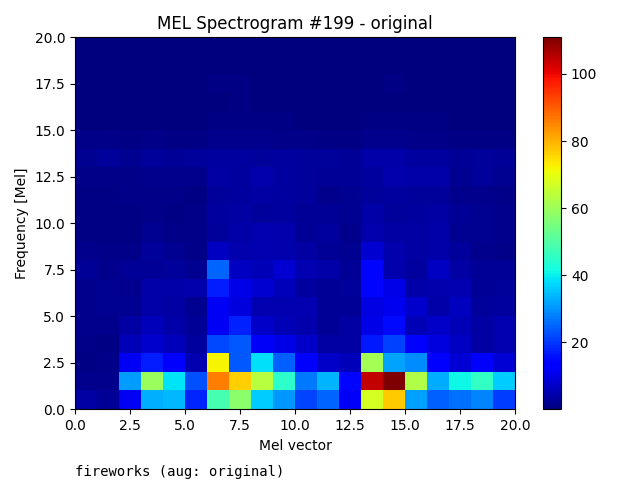 MEL Spectrogram #199 - original
20.0
17.5
15.0
12.5
10.0
7.5
5.0
2.5
0.0
Frequency [Mel]
0.0 2.5 5.0 7.5 10.0 12.5 15.0 17.5 20.0
Mel vector
100
80
60
40
20
fireworks (aug: original)